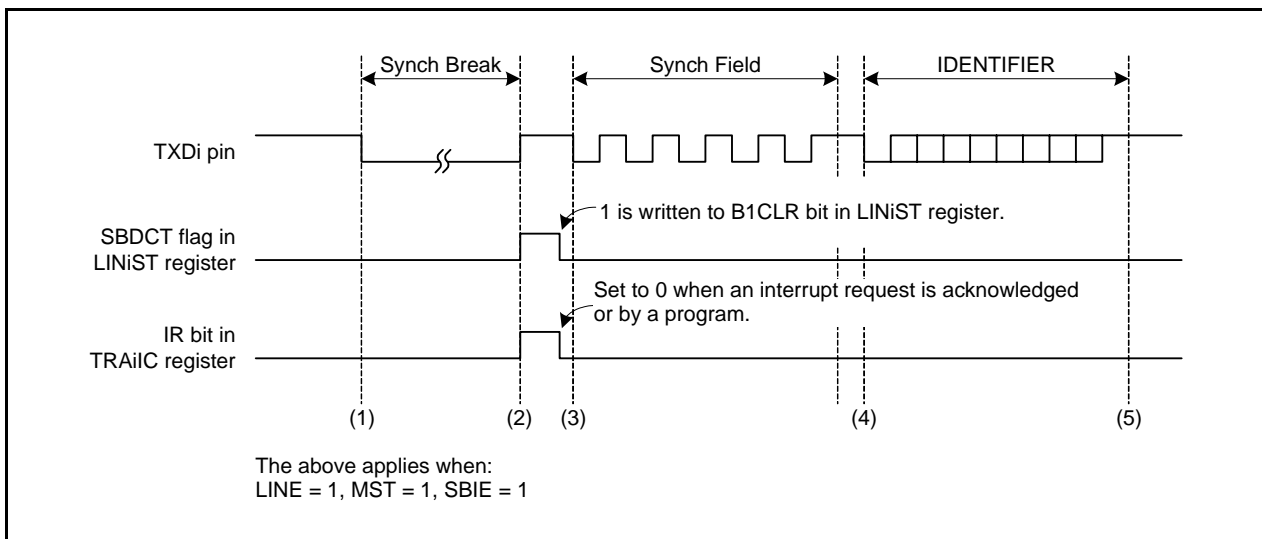 Synch Break
Synch Field
IDENTIFIER
TXDi pin
1 is written to B1CLR bit in LINiST register.
SBDCT flag in
LINiST register
Set to 0 when an interrupt request is acknowledged
or by a program.
IR bit in
TRAiIC register
(1)
(2)
(3)
(4)
(5)
The above applies when:
LINE = 1, MST = 1, SBIE = 1